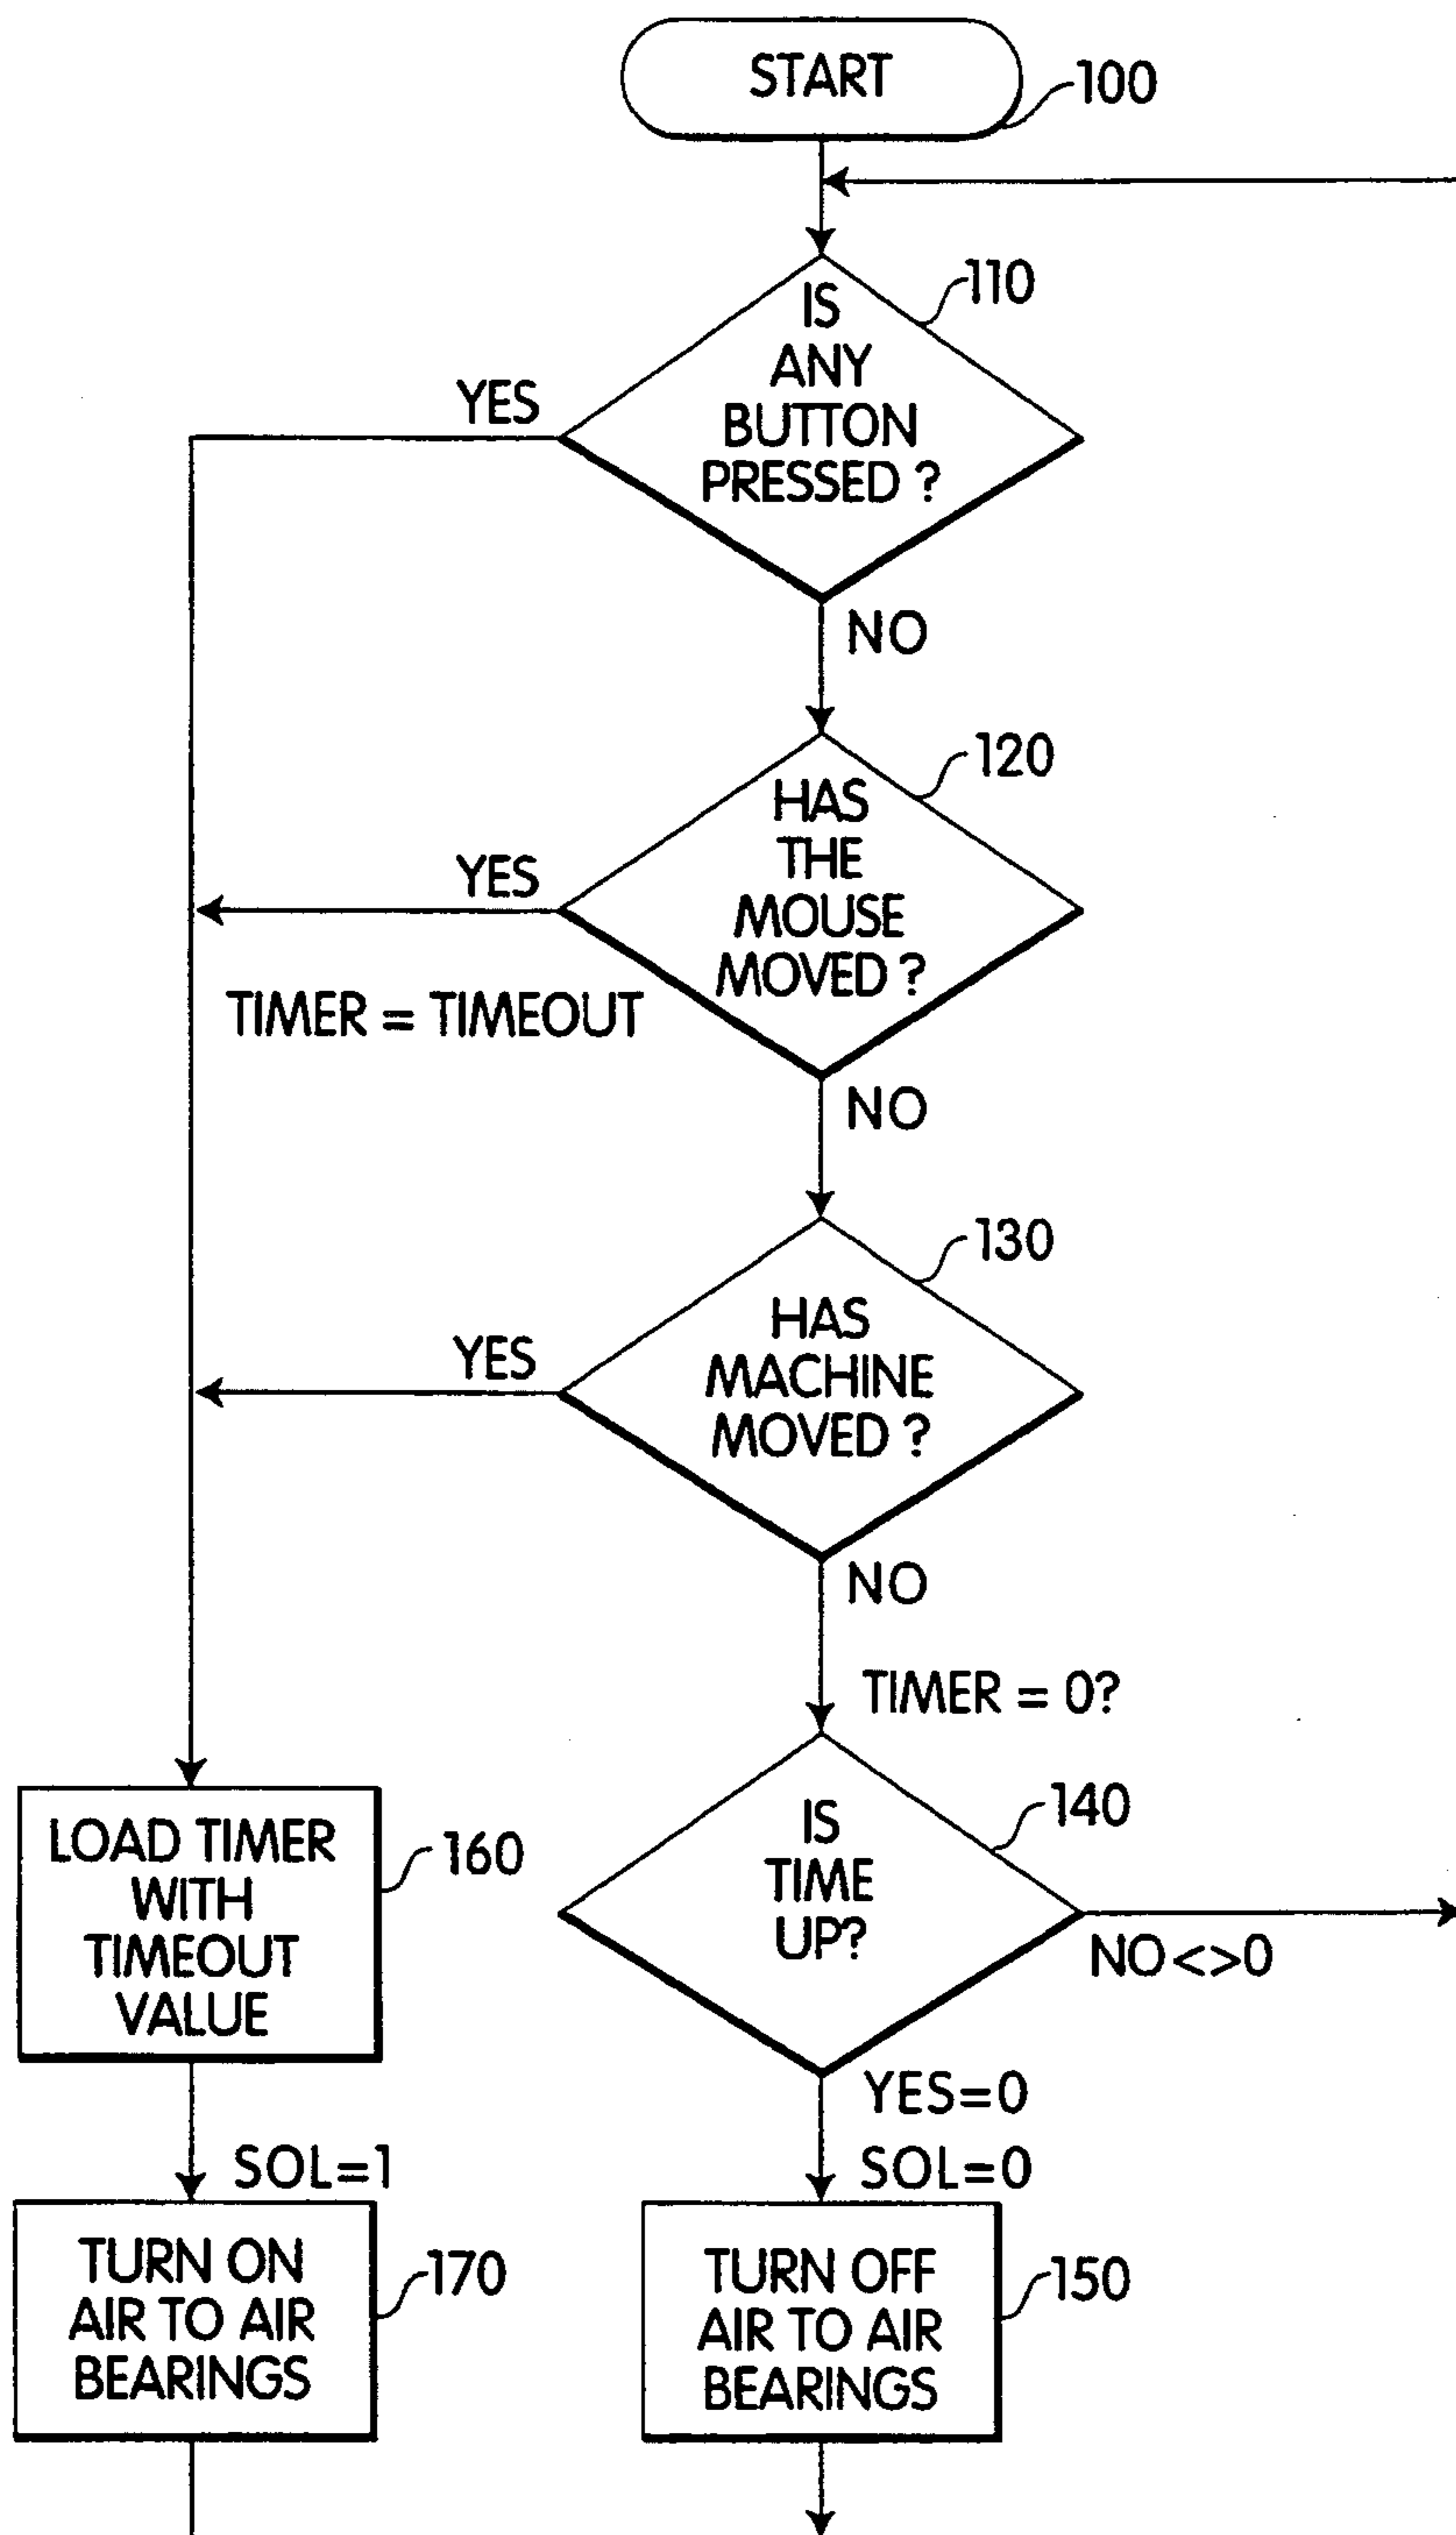 START
100
IS
ANY
BUTTON
PRESSED ?
110
YES
NO
HAS
THE
MOUSE
MOVED ?
120
YES
TIMER = TIMEOUT
NO
HAS
MACHINE
MOVED ?
130
YES
NO
TIMER = 0?
IS
TIME
UP?
140
NO<>0
LOAD TIMER
WITH
TIMEOUT
VALUE
160
YES=0
SOL=1
SOL=0
TURN ON
AIR TO AIR
BEARINGS
170
TURN OFF
AIR TO AIR
BEARINGS
150